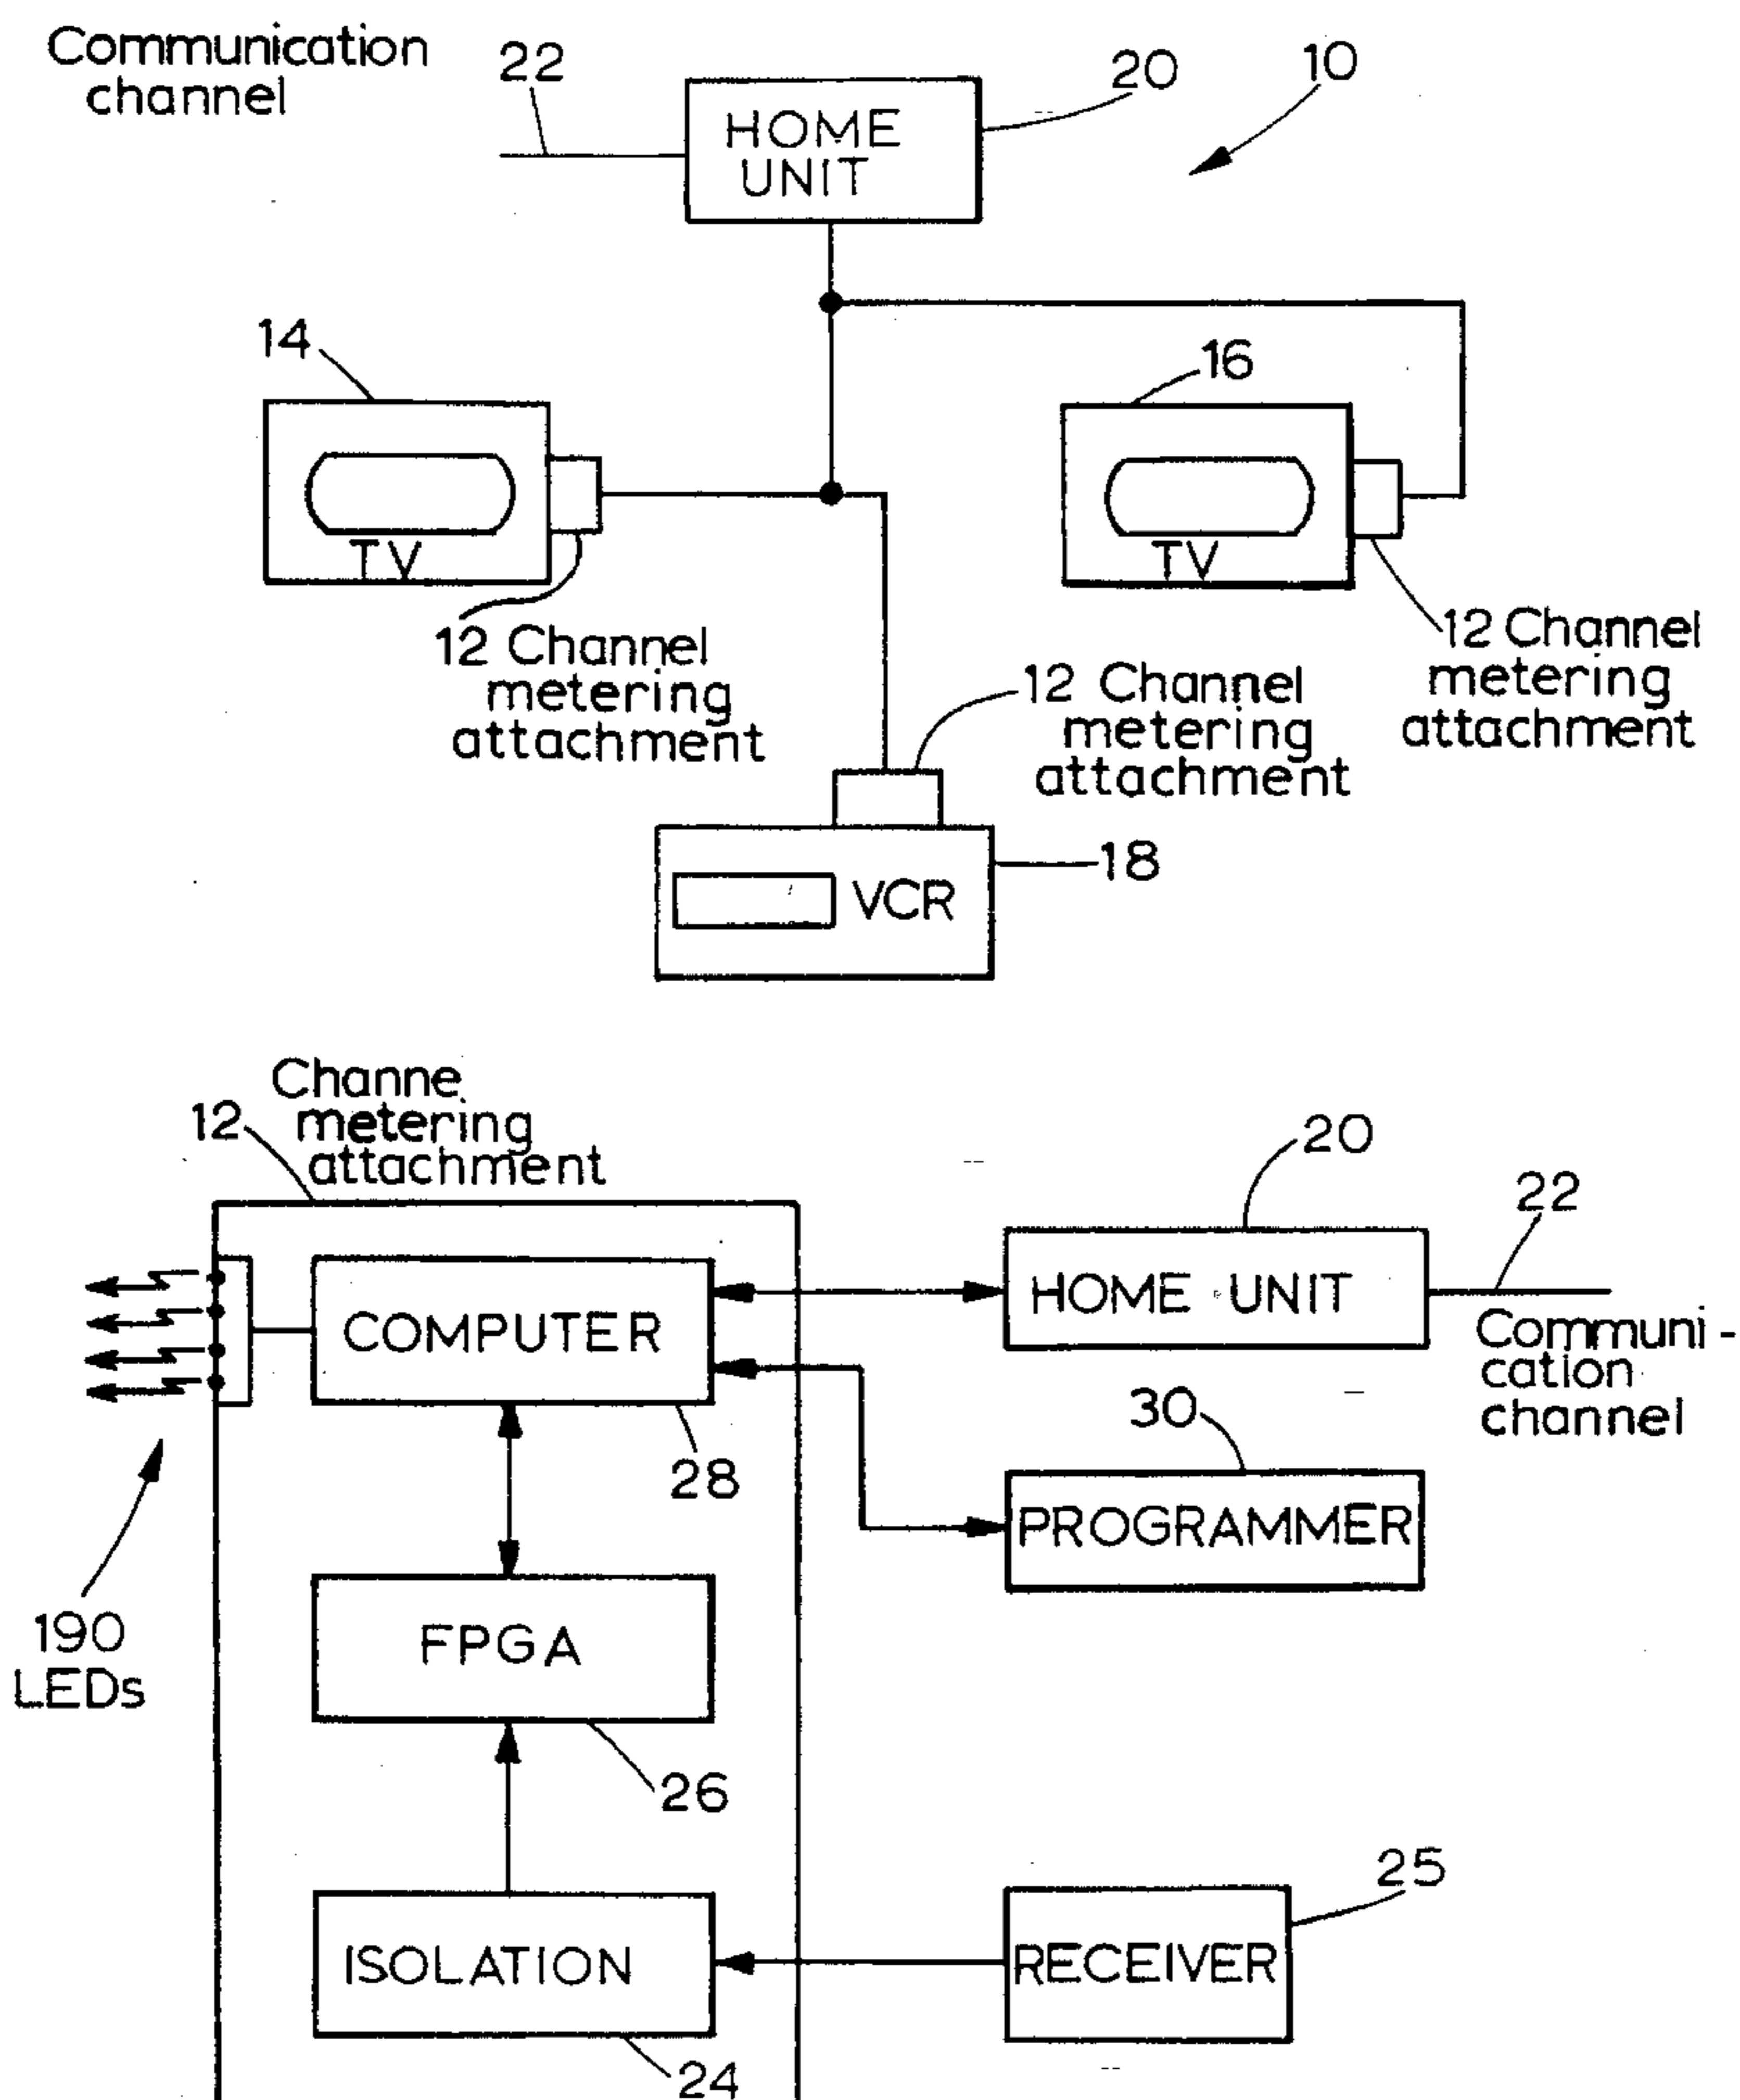 Communication
channel
22
20
10
HOME
UNIT
14
16
TV
TV
12 Channel
metering
attachment
12 Channel
metering
attachment
12 Channel
metering
attachment
18
VCR
Channe
metering
attachment
12
20
22
COMPUTER
HOME UNIT
Communi-
cation
channel
30
28
PROGRAMMER
190
LEDs
FPGA
26
25
ISOLATION
RECEIVER
24